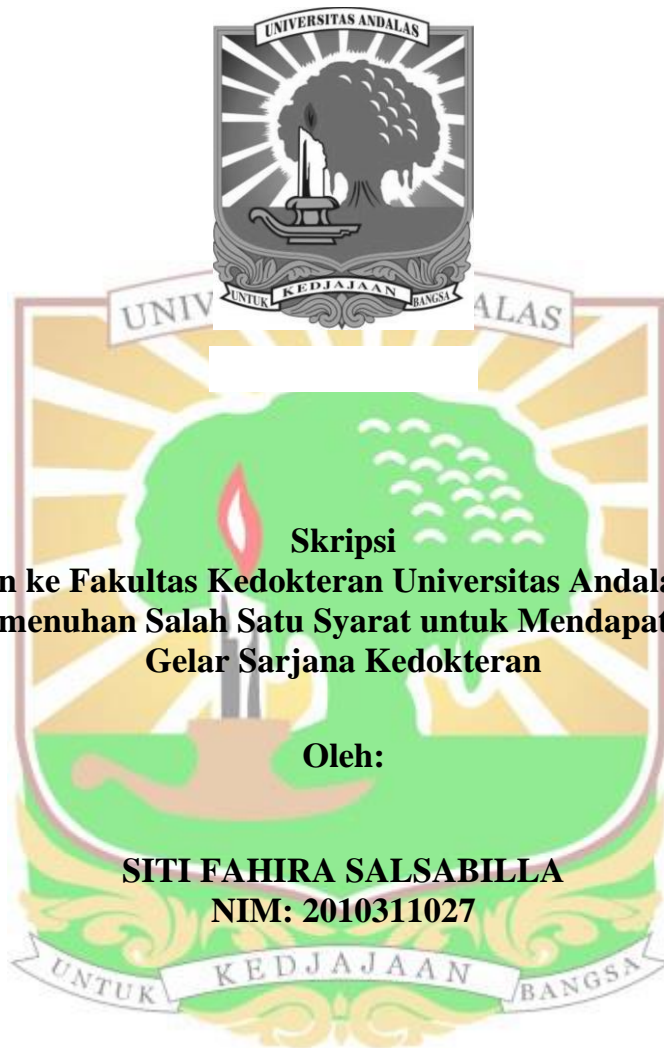 UNIVERSITAS ANDALAS
UNTUK KEDJAJAAN BANGSA
UNIV ALAS
Skripsi
n ke Fakultas Kedokteran Universitas Andala
menuhan Salah Satu Syarat untuk Mendapat
Gelar Sarjana Kedokteran
Oleh:
SITI FAHIRA SALSABILLA
NIM: 2010311027
UNTUK KEDJAJAAN BANGSA